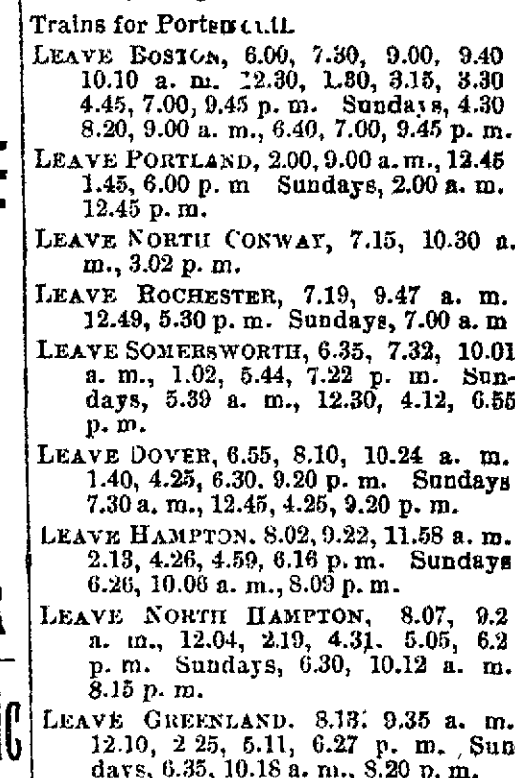 Trains for Portsmouth
LEAVE BOSTON, 6.00, 7.30, 9.00, 9.40
10.10 a. m. 12.30, 1.30, 3.15, 3.30
4.45, 7.00, 9.45 p. m. Sundays, 4.30
8.20, 9.00 a. m., 6.40, 7.00, 9.45 p. m.
LEAVE PORTLAND, 2.00, 9.00 a. m., 12.45
1.45, 6.00 p. m Sundays, 2.00 a. m.
12.45 p. m.
LEAVE NORTH CONWAY, 7.15, 10.30 a.
m., 3.02 p. m.
LEAVE ROCHESTER, 7.19, 9.47 a. m.
12.49, 5.30 p. m. Sundays, 7.00 a. m
LEAVE SOMERSWORTH, 6.35, 7.32, 10.01
a. m., 1.02, 5.44, 7.22 p. m. Sun-
days, 5.39 a. m., 12.30, 4.12, 6.55
p. m.
LEAVE DOVER, 6.55, 8.10, 10.24 a. m.
1.40, 4.25, 6.30. 9.20 p. m. Sundays
7.30 a. m., 12.45, 4.25, 9.20 p. m.
LEAVE HAMPTON. 8.02, 9.22, 11.58 a. m.
2.13, 4.26, 4.59, 6.16 p. m. Sundays
6.26, 10.06 a. m., 8.09 p. m.
LEAVE NORTH HAMPTON, 8.07, 9.2
a. m., 12.04, 2.19, 4.31. 5.05, 6.2
p. m. Sundays, 6.30, 10.12 a. m.
8.15 p. m.
LEAVE GREENLAND. 8.13: 9.35 a. m.
12.10, 2 25, 5.11, 6.27 p. m. Sun
days, 6.35, 10.18 a. m., 8.20 p. m.